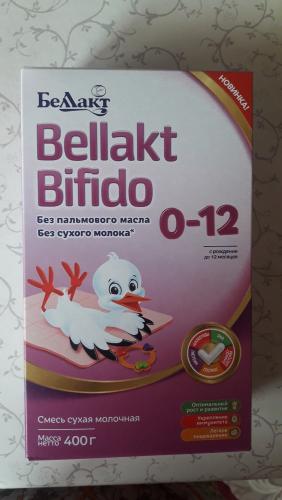 НОВИНКА!
Беллакт
Bellakt
Bifido
Без пальмового масла
Без сухого молока*
0-12
с рождения
до 12 месяцев
Оптимальный
рост и развитие
Смесь сухая молочная
Укрепление
иммунитета
Масса
нетто 400 г
Легкое
пищеварение